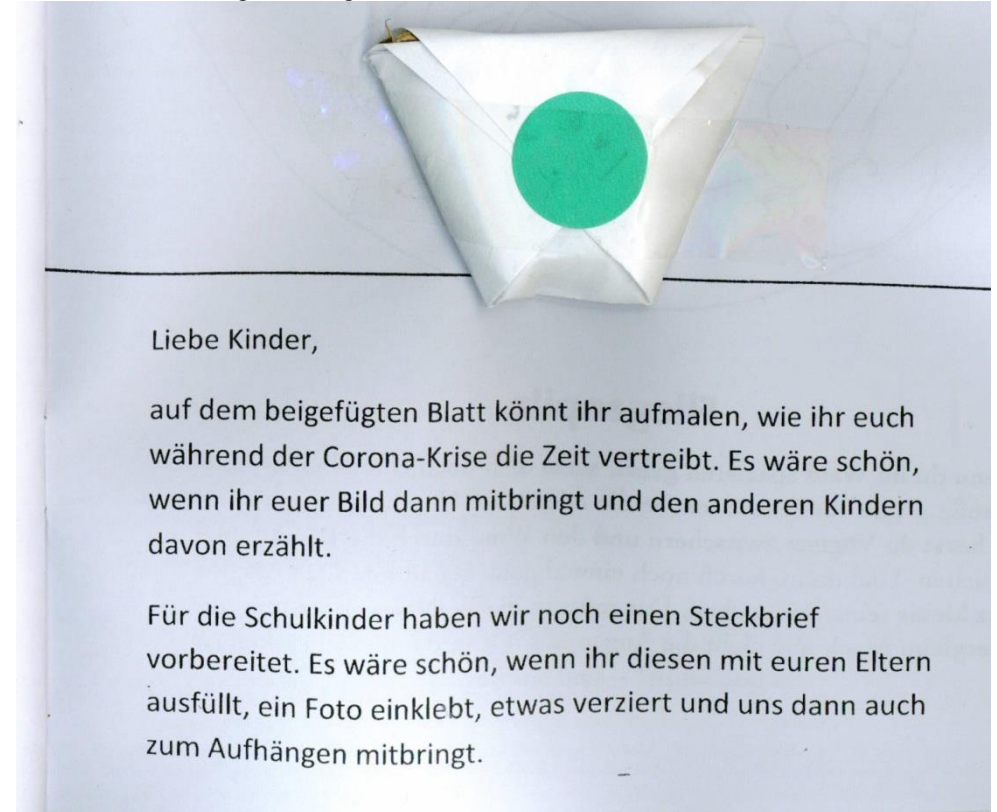 Liebe Kinder,
auf dem beigefügten Blatt könnt ihr aufmalen, wie ihr euch
während der Corona-Krise die Zeit vertreibt. Es wäre schön,
wenn ihr euer Bild dann mitbringt und den anderen Kindern
davon erzählt.
Für die Schulkinder haben wir noch einen Steckbrief
vorbereitet. Es wäre schön, wenn ihr diesen mit euren Eltern
ausfüllt, ein Foto einklebt, etwas verziert und uns dann auch
zum Aufhängen mitbringt.